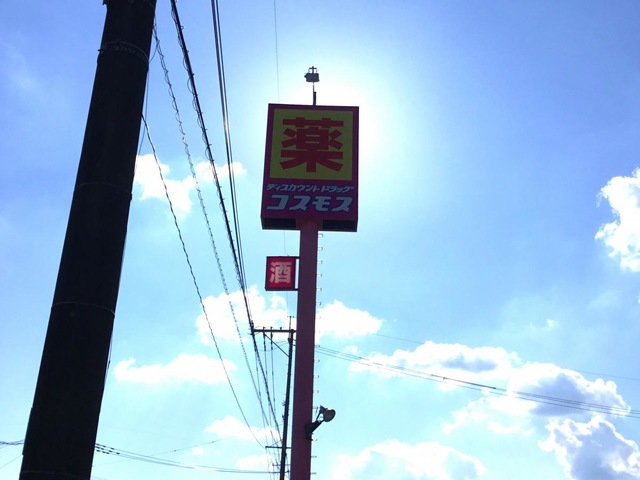 薬
ディスカウントドラッグ
コスモス
酒